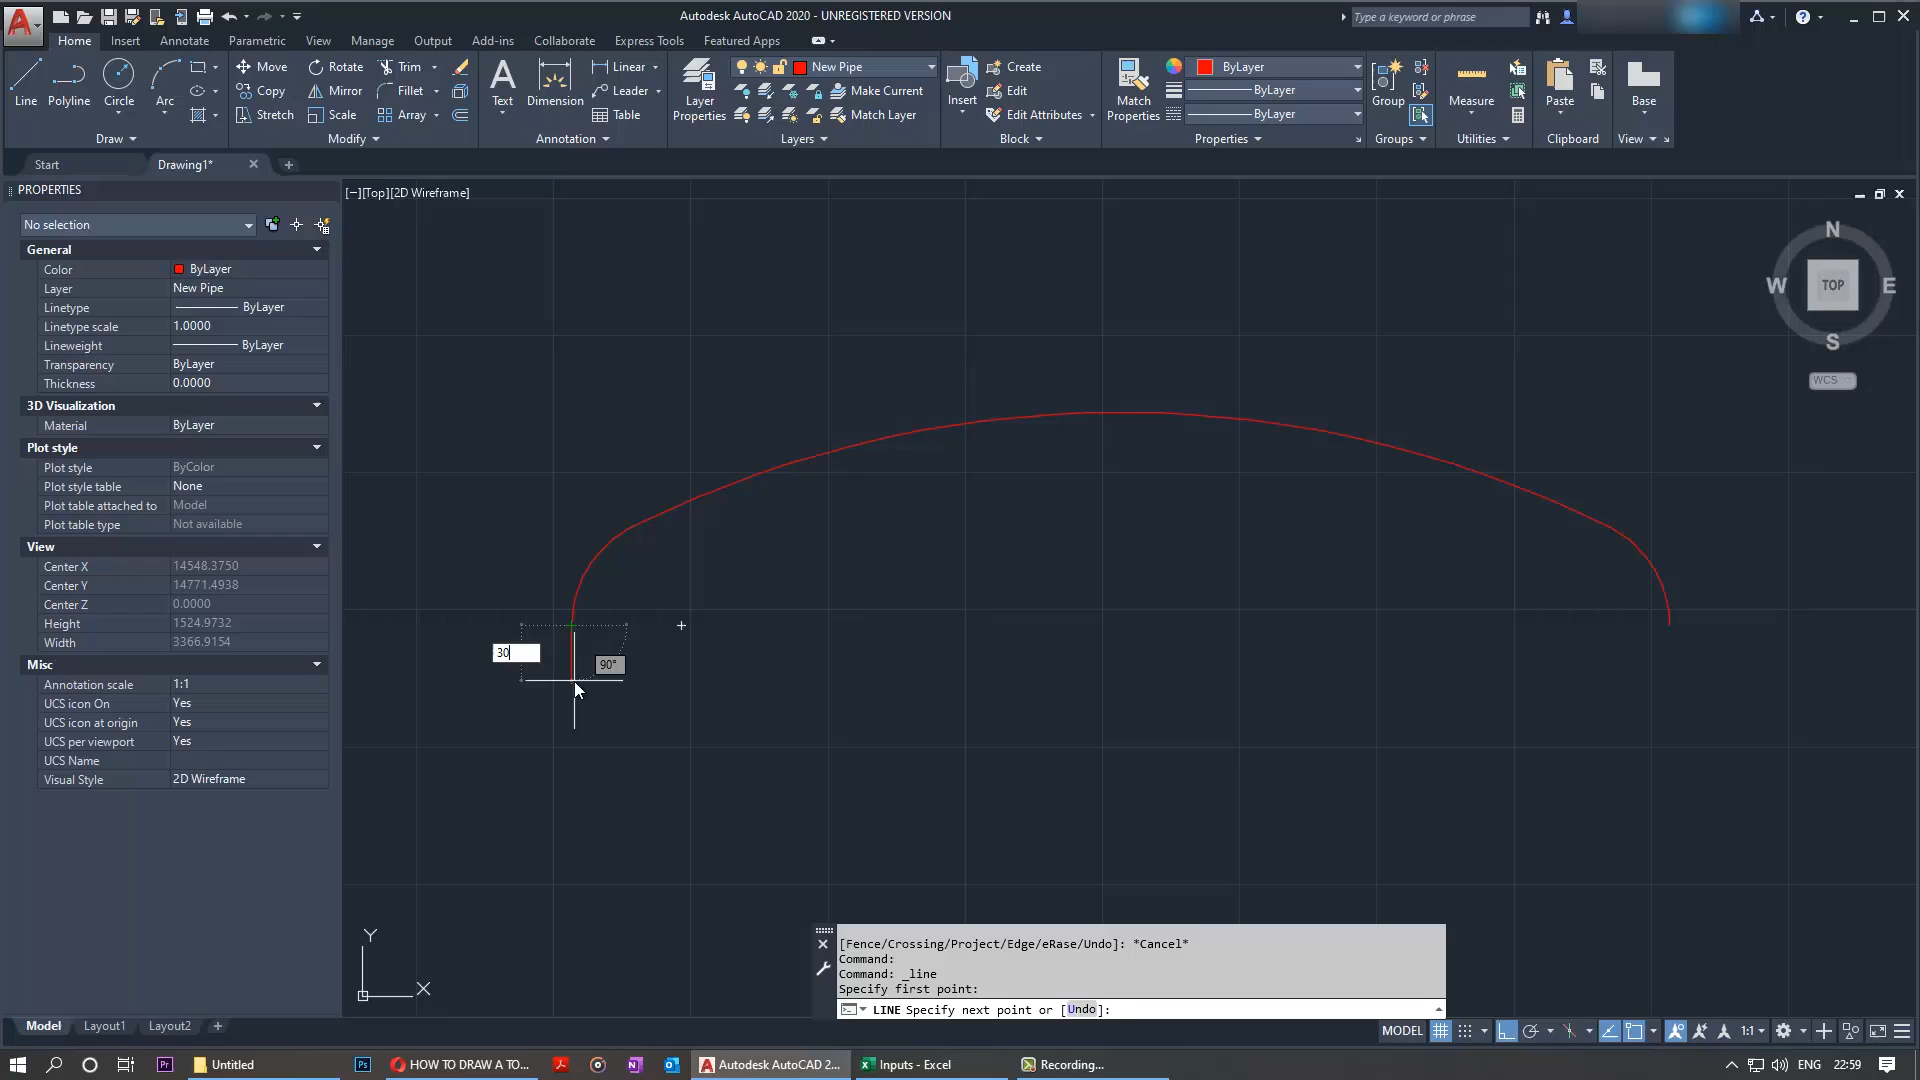 Autodesk AutoCAD 2020 - UNREGISTERED VERSION
Type a keyword or phrase
Home Insert Annotate Parametric View Manage Output Add-ins Collaborate Express Tools Featured Apps
Line Polyline Circle Arc
Move Rotate Trim
Copy Mirror Fillet
Stretch Scale Array
Text Dimension
Linear
Leader
Table
Layer Properties
New Pipe
Make Current
Match Layer
Insert
Create
Edit
Edit Attributes
Match Properties
ByLayer
ByLayer
ByLayer
Group
Measure
Paste
Base
Draw Modify Annotation Layers Block Properties Groups Utilities Clipboard View
Start Drawing1*
PROPERTIES
[−][Top][2D Wireframe]
No selection
General
Color ByLayer
Layer New Pipe
Linetype ByLayer
Linetype scale 1.0000
Lineweight ByLayer
Transparency ByLayer
Thickness 0.0000
3D Visualization
Material ByLayer
Plot style
Plot style ByColor
Plot style table None
Plot table attached to Model
Plot table type Not available
View
Center X 14548.3750
Center Y 14771.4938
Center Z 0.0000
Height 1524.9732
Width 3366.9154
Misc
Annotation scale 1:1
UCS icon On Yes
UCS icon at origin Yes
UCS per viewport Yes
UCS Name
Visual Style 2D Wireframe
N
W TOP E
S
WCS
30
90°
Y
X
[Fence/Crossing/Project/Edge/eRase/Undo]: *Cancel*
Command:
Command: _line
Specify first point:
LINE Specify next point or [Undo]:
Model Layout1 Layout2 +
MODEL 1:1
Pr Untitled Ps HOW TO DRAW A TO... Autodesk AutoCAD 2... Inputs - Excel Recording... ENG 22:59